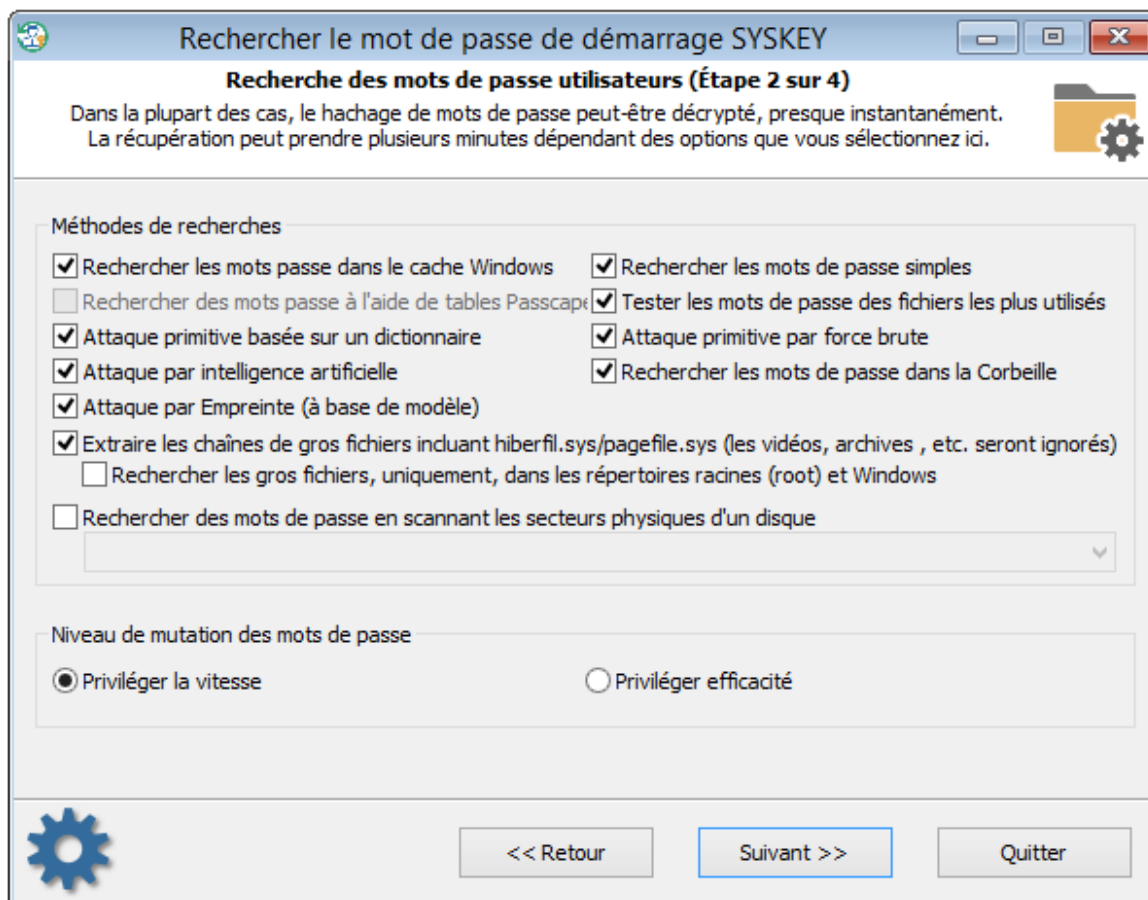 Rechercher le mot de passe de démarrage SYSKEY
Recherche des mots de passe utilisateurs (Étape 2 sur 4)
Dans la plupart des cas, le hachage de mots de passe peut-être décrypté, presque instantanément.
La récupération peut prendre plusieurs minutes dépendant des options que vous sélectionnez ici.
Méthodes de recherches
Rechercher les mots passe dans le cache Windows
Rechercher les mots de passe simples
Rechercher des mots passe à l'aide de tables Passcape
Tester les mots de passe des fichiers les plus utilisés
Attaque primitive basée sur un dictionnaire
Attaque primitive par force brute
Attaque par intelligence artificielle
Rechercher les mots de passe dans la Corbeille
Attaque par Empreinte (à base de modèle)
Extraire les chaînes de gros fichiers incluant hiberfil.sys/pagefile.sys (les vidéos, archives , etc. seront ignorés)
Rechercher les gros fichiers, uniquement, dans les répertoires racines (root) et Windows
Rechercher des mots de passe en scannant les secteurs physiques d'un disque
Niveau de mutation des mots de passe
Priviléger la vitesse
Priviléger efficacité
<< Retour
Suivant >>
Quitter